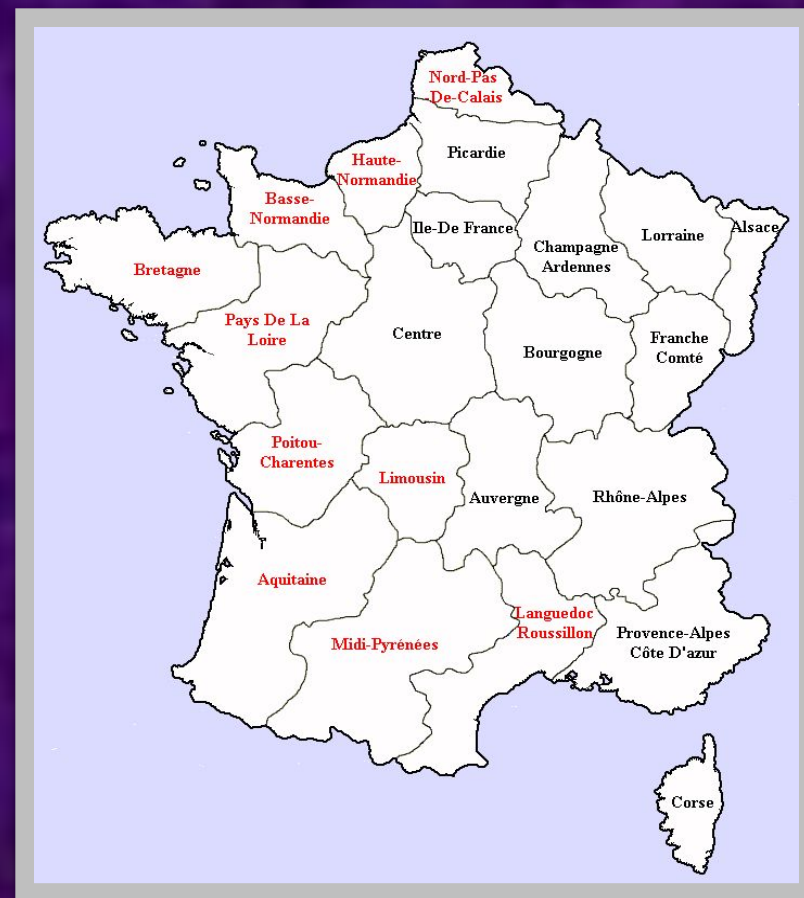 Nord-Pas
-De-Calais
Picardie
Haute-
Normandie
Basse-
Normandie
Ile-De France
Champagne
Ardennes
Lorraine
Alsace
Bretagne
Pays De La
Loire
Centre
Bourgogne
Franche
Comté
Poitou-
Charentes
Limousin
Auvergne
Rhône-Alpes
Aquitaine
Midi-Pyrénées
Languedoc
Roussillon
Provence-Alpes
Côte D'azur
Corse